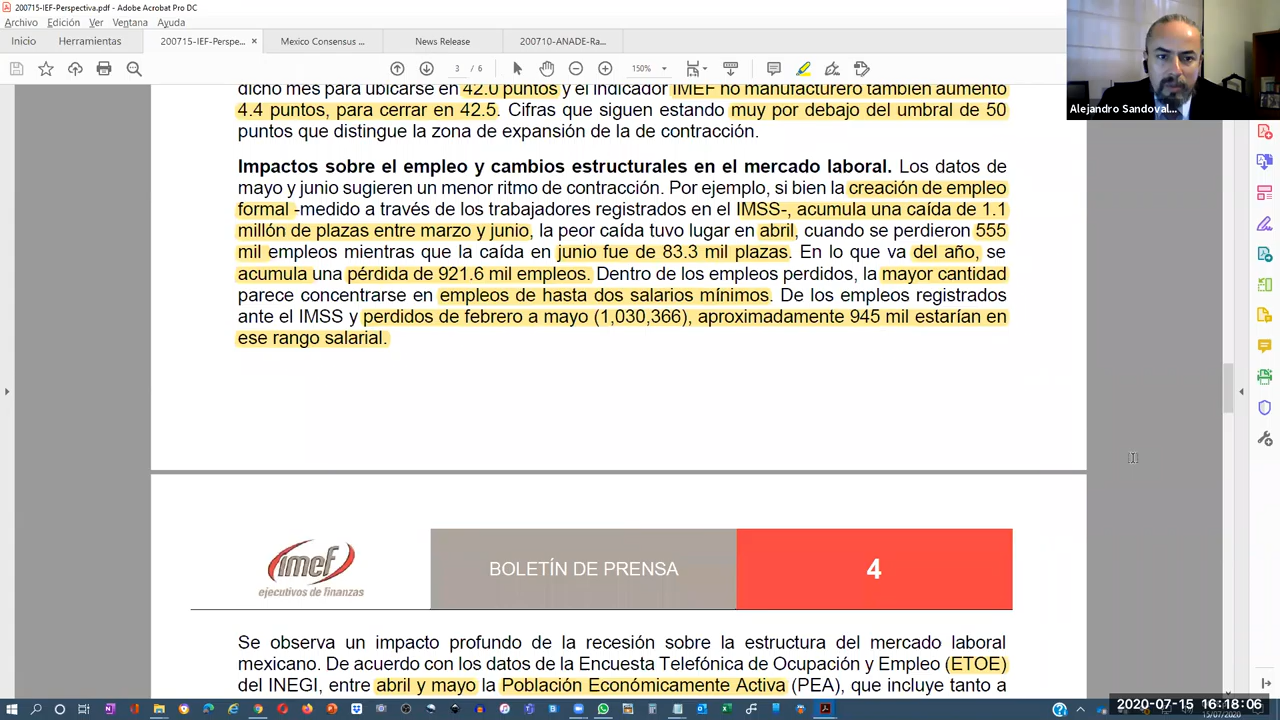 200715-IEF-Perspectiva.pdf - Adobe Acrobat Pro DC
Archivo Edición Ver Ventana Ayuda
Inicio Herramientas 200715-IEF-Perspe... × Mexico Consensus ... News Release 200710-ANADE-Ra...
3 / 6 150%
Alejandro Sandoval...
dicho mes para ubicarse en 42.0 puntos y el indicador IMEF no manufacturero también aumentó
4.4 puntos, para cerrar en 42.5. Cifras que siguen estando muy por debajo del umbral de 50
puntos que distingue la zona de expansión de la de contracción.
Impactos sobre el empleo y cambios estructurales en el mercado laboral. Los datos de
mayo y junio sugieren un menor ritmo de contracción. Por ejemplo, si bien la creación de empleo
formal -medido a través de los trabajadores registrados en el IMSS-, acumula una caída de 1.1
millón de plazas entre marzo y junio, la peor caída tuvo lugar en abril, cuando se perdieron 555
mil empleos mientras que la caída en junio fue de 83.3 mil plazas. En lo que va del año, se
acumula una pérdida de 921.6 mil empleos. Dentro de los empleos perdidos, la mayor cantidad
parece concentrarse en empleos de hasta dos salarios mínimos. De los empleos registrados
ante el IMSS y perdidos de febrero a mayo (1,030,366), aproximadamente 945 mil estarían en
ese rango salarial.
imef
ejecutivos de finanzas
BOLETÍN DE PRENSA
4
Se observa un impacto profundo de la recesión sobre la estructura del mercado laboral
mexicano. De acuerdo con los datos de la Encuesta Telefónica de Ocupación y Empleo (ETOE)
del INEGI, entre abril y mayo la Población Económicamente Activa (PEA), que incluye tanto a
2020-07-15 16:18:06
15/07/2020